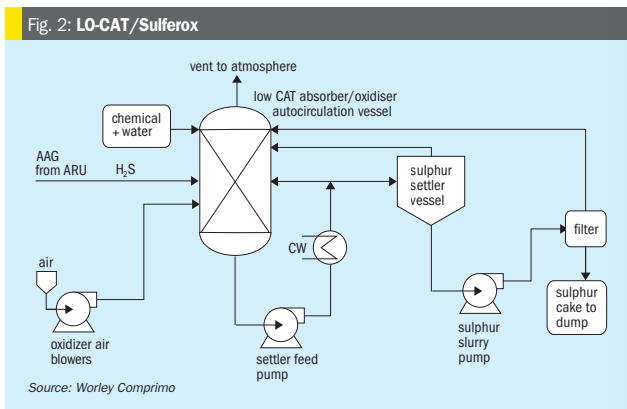 Fig. 2: LO-CAT/Sulferox
vent to atmosphere
low CAT absorber/oxidiser
autocirculation vessel
chemical
+ water
AAG
from ARU
H₂S
sulphur
settler
vessel
filter
CW
air
sulphur
cake to
dump
oxidizer air
blowers
settler feed
pump
sulphur
slurry
pump
Source: Worley Comprimo